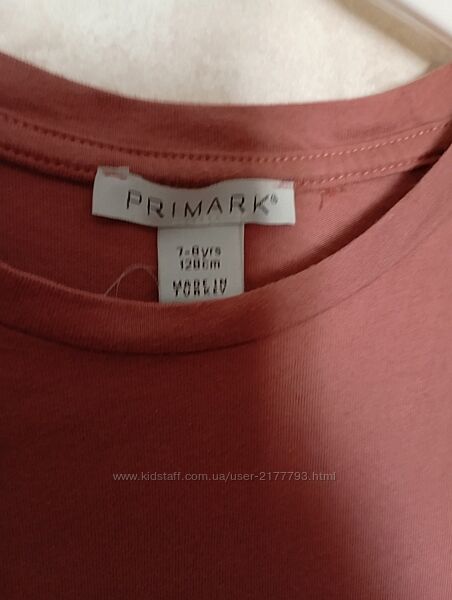 PRIMARK®
7-8yrs
128cm
MADE IN
TURKEY
www.kidstaff.com.ua/user-2177793.html